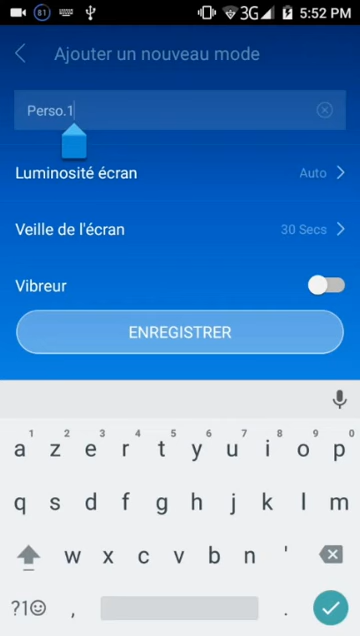 81 3G 5:52 PM
Ajouter un nouveau mode
Perso.1
Luminosité écran Auto
Veille de l'écran 30 Secs
Vibreur
ENREGISTRER
1 2 3 4 5 6 7 8 9 0
a z e r t y u i o p
q s d f g h j k l m
w x c v b n '
?1☺ , .